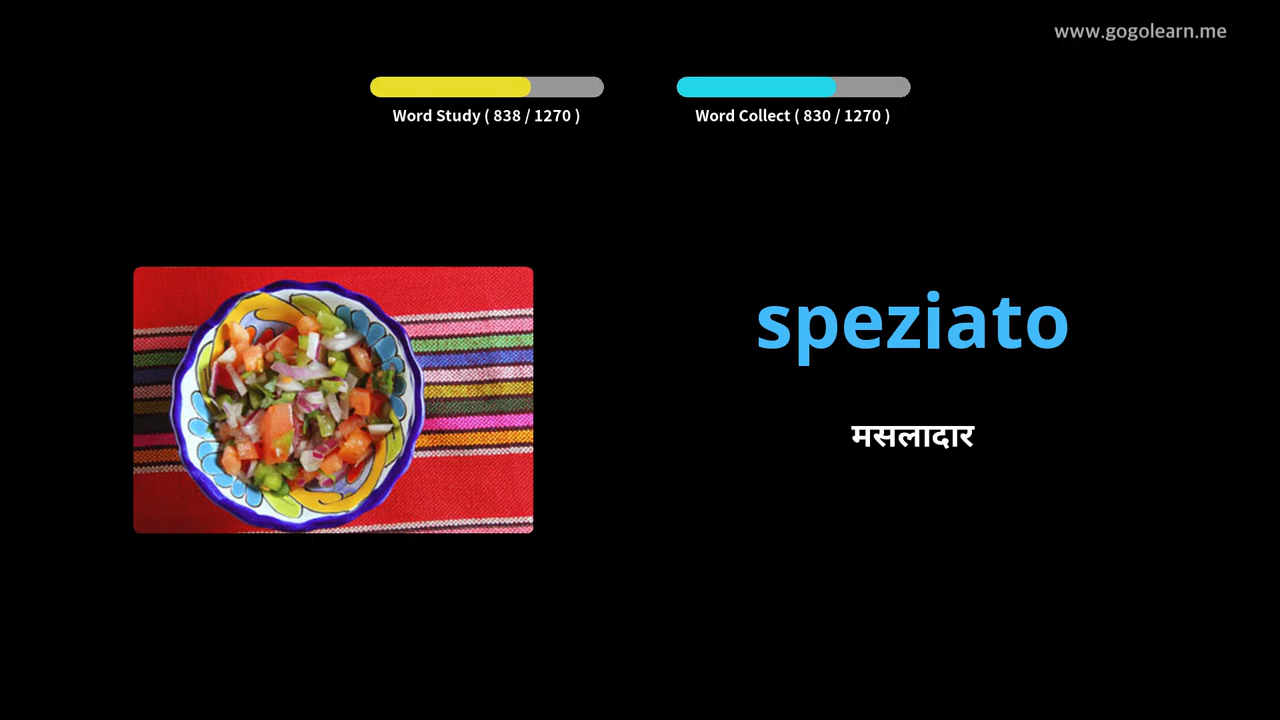 www.gogolearn.me
Word Study ( 838 / 1270 )
Word Collect ( 830 / 1270 )
speziato
मसलादार